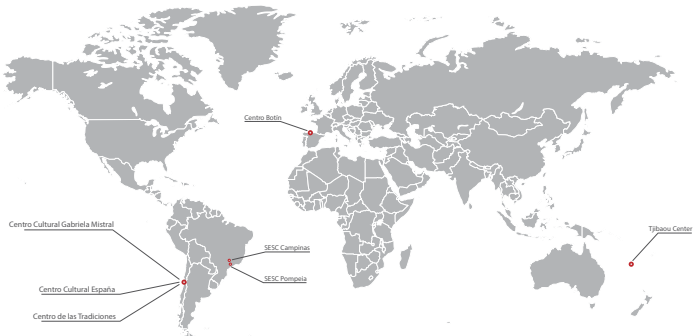 Centro Botín
Centro Cultural Gabriela Mistral
SESC Campinas
Tjibaou Center
SESC Pompeia
Centro Cultural España
Centro de las Tradiciones